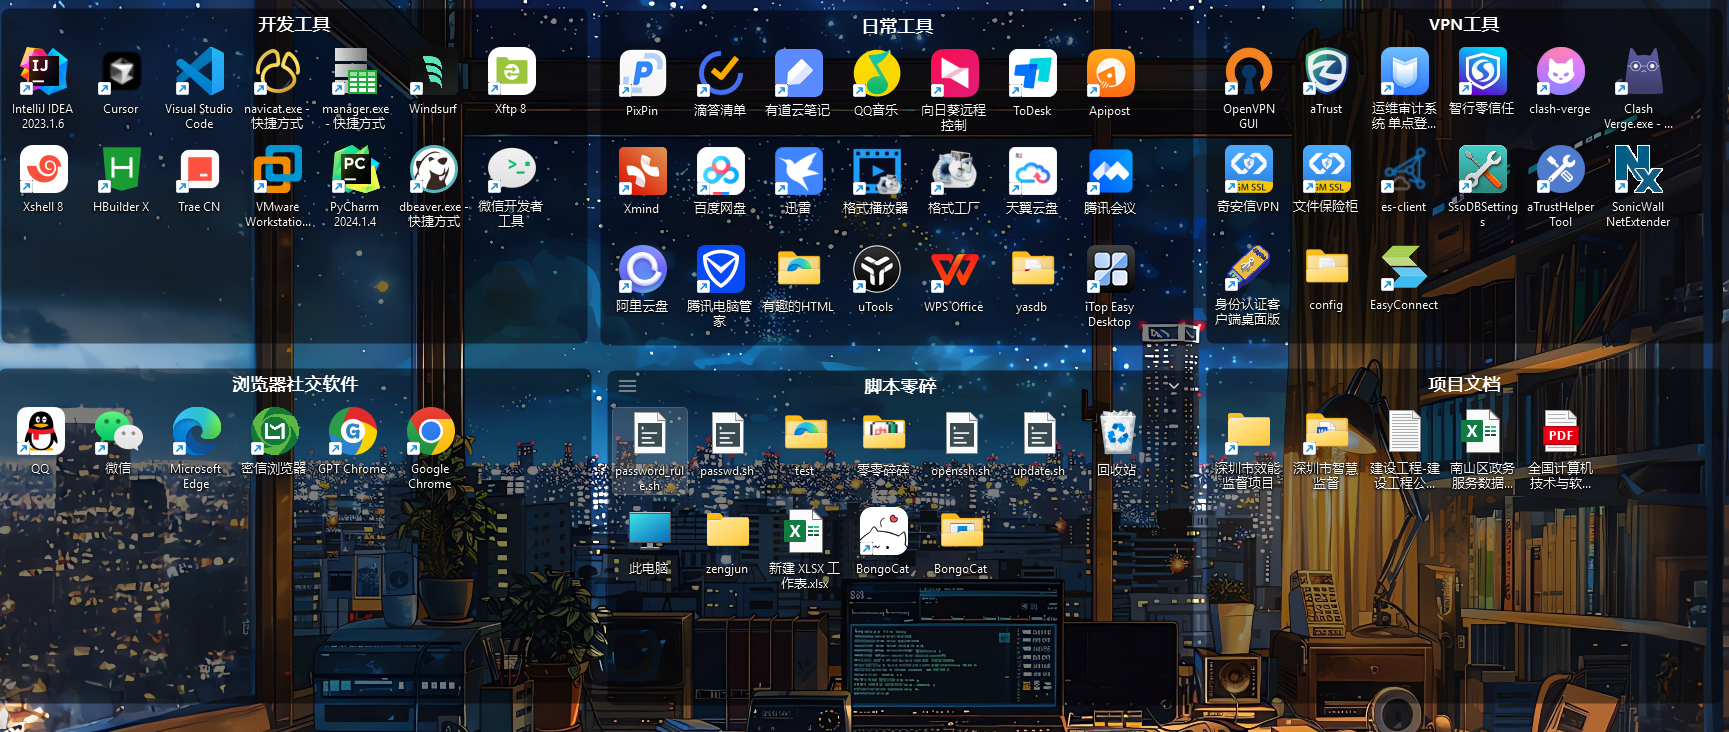 开发工具
IntelliJ IDEA
2023.1.6
Cursor
Visual Studio
Code
navicat.exe -
快捷方式
manager.exe
- 快捷方式
Windsurf
Xftp 8
Xshell 8
HBuilder X
Trae CN
VMware
Workstatio...
PyCharm
2024.1.4
dbeaver.exe -
快捷方式
微信开发者
工具
日常工具
PixPin
滴答清单
有道云笔记
QQ音乐
向日葵远程
控制
ToDesk
Apipost
Xmind
百度网盘
迅雷
格式播放器
格式工厂
天翼云盘
腾讯会议
阿里云盘
腾讯电脑管
家
有趣的HTML
uTools
WPS Office
yasdb
iTop Easy
Desktop
VPN工具
OpenVPN
GUI
aTrust
运维审计系
统 单点登...
智行零信任
clash-verge
Clash
Verge.exe - ...
奇安信VPN
文件保险柜
es-client
SsoDBSetting
s
aTrustHelper
Tool
SonicWall
NetExtender
身份认证客
户端桌面版
config
EasyConnect
浏览器社交软件
QQ
微信
Microsoft
Edge
密信浏览器
GPT Chrome
Google
Chrome
脚本零碎
password_rul
e.sh
passwd.sh
test
零零碎碎
openssh.sh
update.sh
回收站
此电脑
zengjun
新建 XLSX 工
作表.xlsx
BongoCat
BongoCat
项目文档
深圳市效能
监督项目
深圳市智慧
监督
建设工程-建
设工程公...
南山区政务
服务数据...
全国计算机
技术与软...